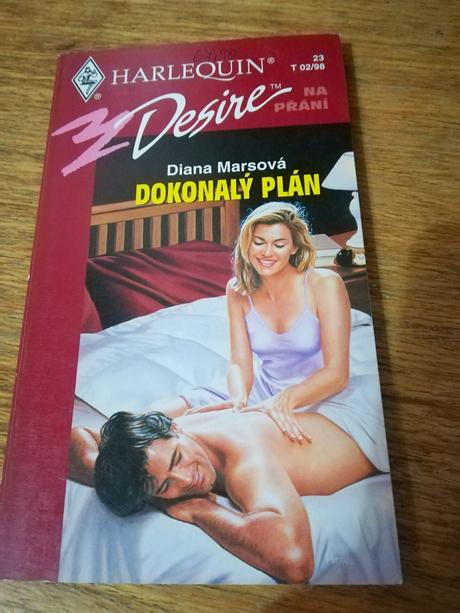 23
T 02/98
HARLEQUIN®
Desire™
NA
PŘÁNÍ
Diana Marsová
DOKONALÝ PLÁN